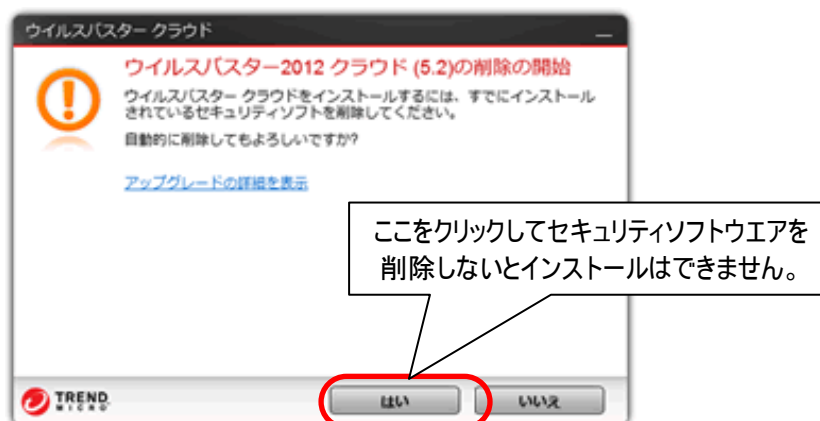 ウイルスバスター クラウド
ウイルスバスター2012 クラウド (5.2)の削除の開始
ウイルスバスター クラウドをインストールするには、すでにインストール
されているセキュリティソフトを削除してください。
自動的に削除してもよろしいですか?
アップグレードの詳細を表示
ここをクリックしてセキュリティソフトウエアを
削除しないとインストールはできません。
TREND
MICRO
はい
いいえ